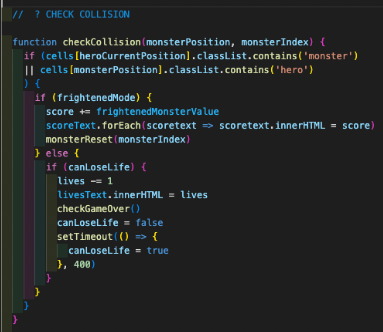 // ? CHECK COLLISION
function checkCollision(monsterPosition, monsterIndex) {
if (cells[heroCurrentPosition].classList.contains('monster')
|| cells[monsterPosition].classList.contains('hero')
) {
if (frightenedMode) {
score += frightenedMonsterValue
scoreText.forEach(scoretext => scoretext.innerHTML = score)
monsterReset(monsterIndex)
} else {
if (canLoseLife) {
lives -= 1
livesText.innerHTML = lives
checkGameOver()
canLoseLife = false
setTimeout(() => {
canLoseLife = true
}, 400)
}
}
}
}